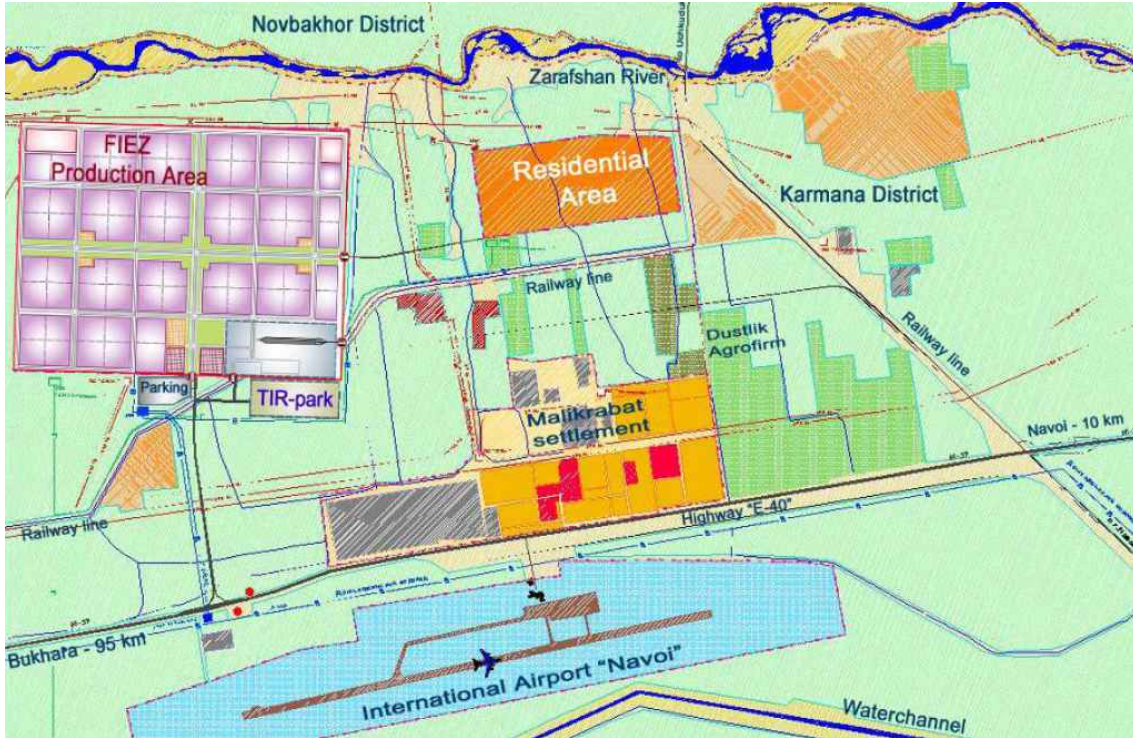 Novbakhor District
Zarafshan River
FIEZ
Production Area
Residential
Area
Karmana District
Railway line
Dustlik
Agrofirm
Railway line
Parking
TIR-park
Malikrabat
settlement
Navoi - 10 km
Highway "E-40"
Railway line
Bukhara - 95 km
International Airport "Navoi"
Waterchannel